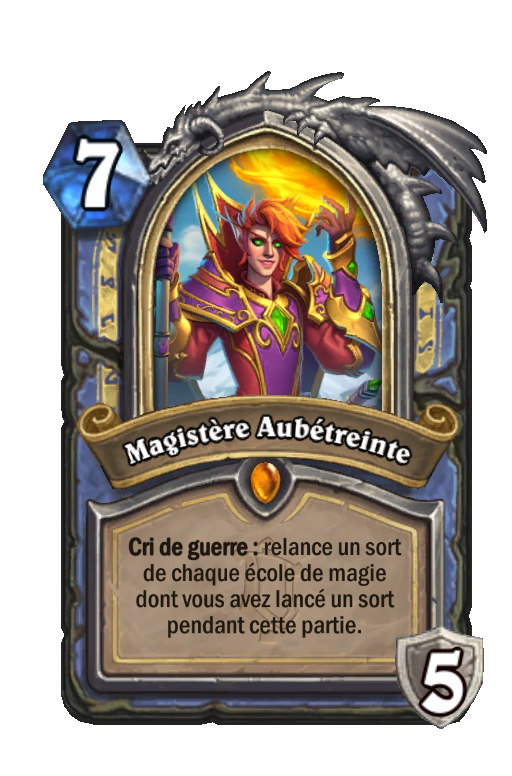 7
Magistère Aubétreinte
Cri de guerre : relance un sort
de chaque école de magie
dont vous avez lancé un sort
pendant cette partie.
5